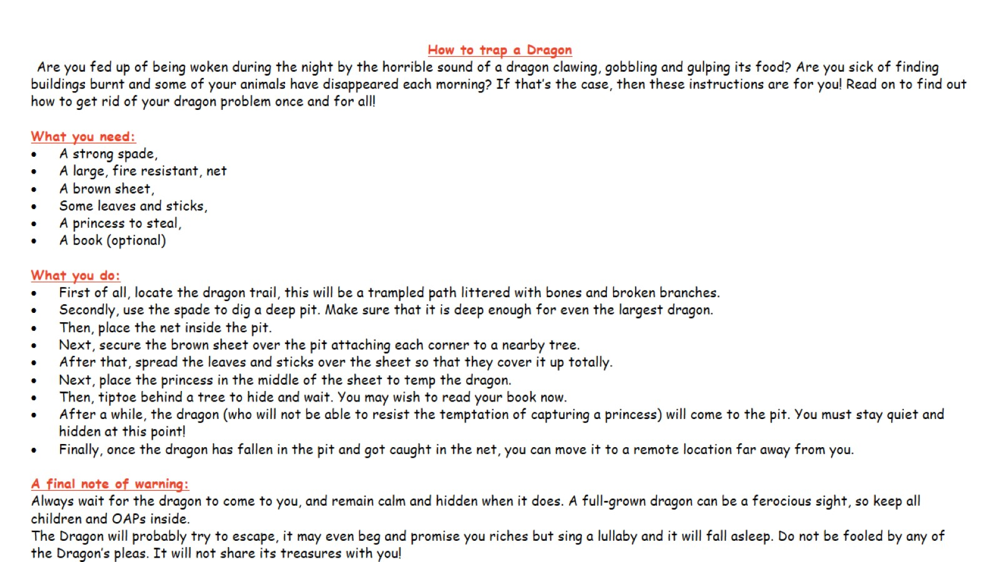 How to trap a Dragon
Are you fed up of being woken during the night by the horrible sound of a dragon clawing, gobbling and gulping its food? Are you sick of finding
buildings burnt and some of your animals have disappeared each morning? If that's the case, then these instructions are for you! Read on to find out
how to get rid of your dragon problem once and for all!
What you need:
• A strong spade,
• A large, fire resistant, net
• A brown sheet,
• Some leaves and sticks,
• A princess to steal,
• A book (optional)
What you do:
• First of all, locate the dragon trail, this will be a trampled path littered with bones and broken branches.
• Secondly, use the spade to dig a deep pit. Make sure that it is deep enough for even the largest dragon.
• Then, place the net inside the pit.
• Next, secure the brown sheet over the pit attaching each corner to a nearby tree.
• After that, spread the leaves and sticks over the sheet so that they cover it up totally.
• Next, place the princess in the middle of the sheet to temp the dragon.
• Then, tiptoe behind a tree to hide and wait. You may wish to read your book now.
• After a while, the dragon (who will not be able to resist the temptation of capturing a princess) will come to the pit. You must stay quiet and
hidden at this point!
• Finally, once the dragon has fallen in the pit and got caught in the net, you can move it to a remote location far away from you.
A final note of warning:
Always wait for the dragon to come to you, and remain calm and hidden when it does. A full-grown dragon can be a ferocious sight, so keep all
children and OAPs inside.
The Dragon will probably try to escape, it may even beg and promise you riches but sing a lullaby and it will fall asleep. Do not be fooled by any of
the Dragon's pleas. It will not share its treasures with you!